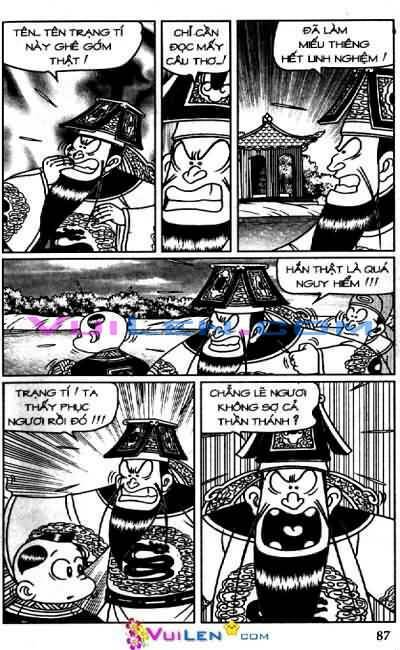 TÊN... TÊN TRẠNG TÍ
NÀY GHÊ GỚM
THẬT !
CHỈ CẦN
ĐỌC MẤY
CÂU THƠ...!
ĐÃ LÀM
MIẾU THIÊNG
HẾT LINH NGHIỆM !
HẮN THẬT LÀ QUÁ
NGUY HIỂM !!!
VUILEN.COM
TRẠNG TÍ ! TA
THẤY PHỤC
NGƯƠI RỒI ĐÓ !!!
CHẲNG LẼ NGƯƠI
KHÔNG SỢ CẢ
THẦN THÁNH ?
87
VUILEN.COM